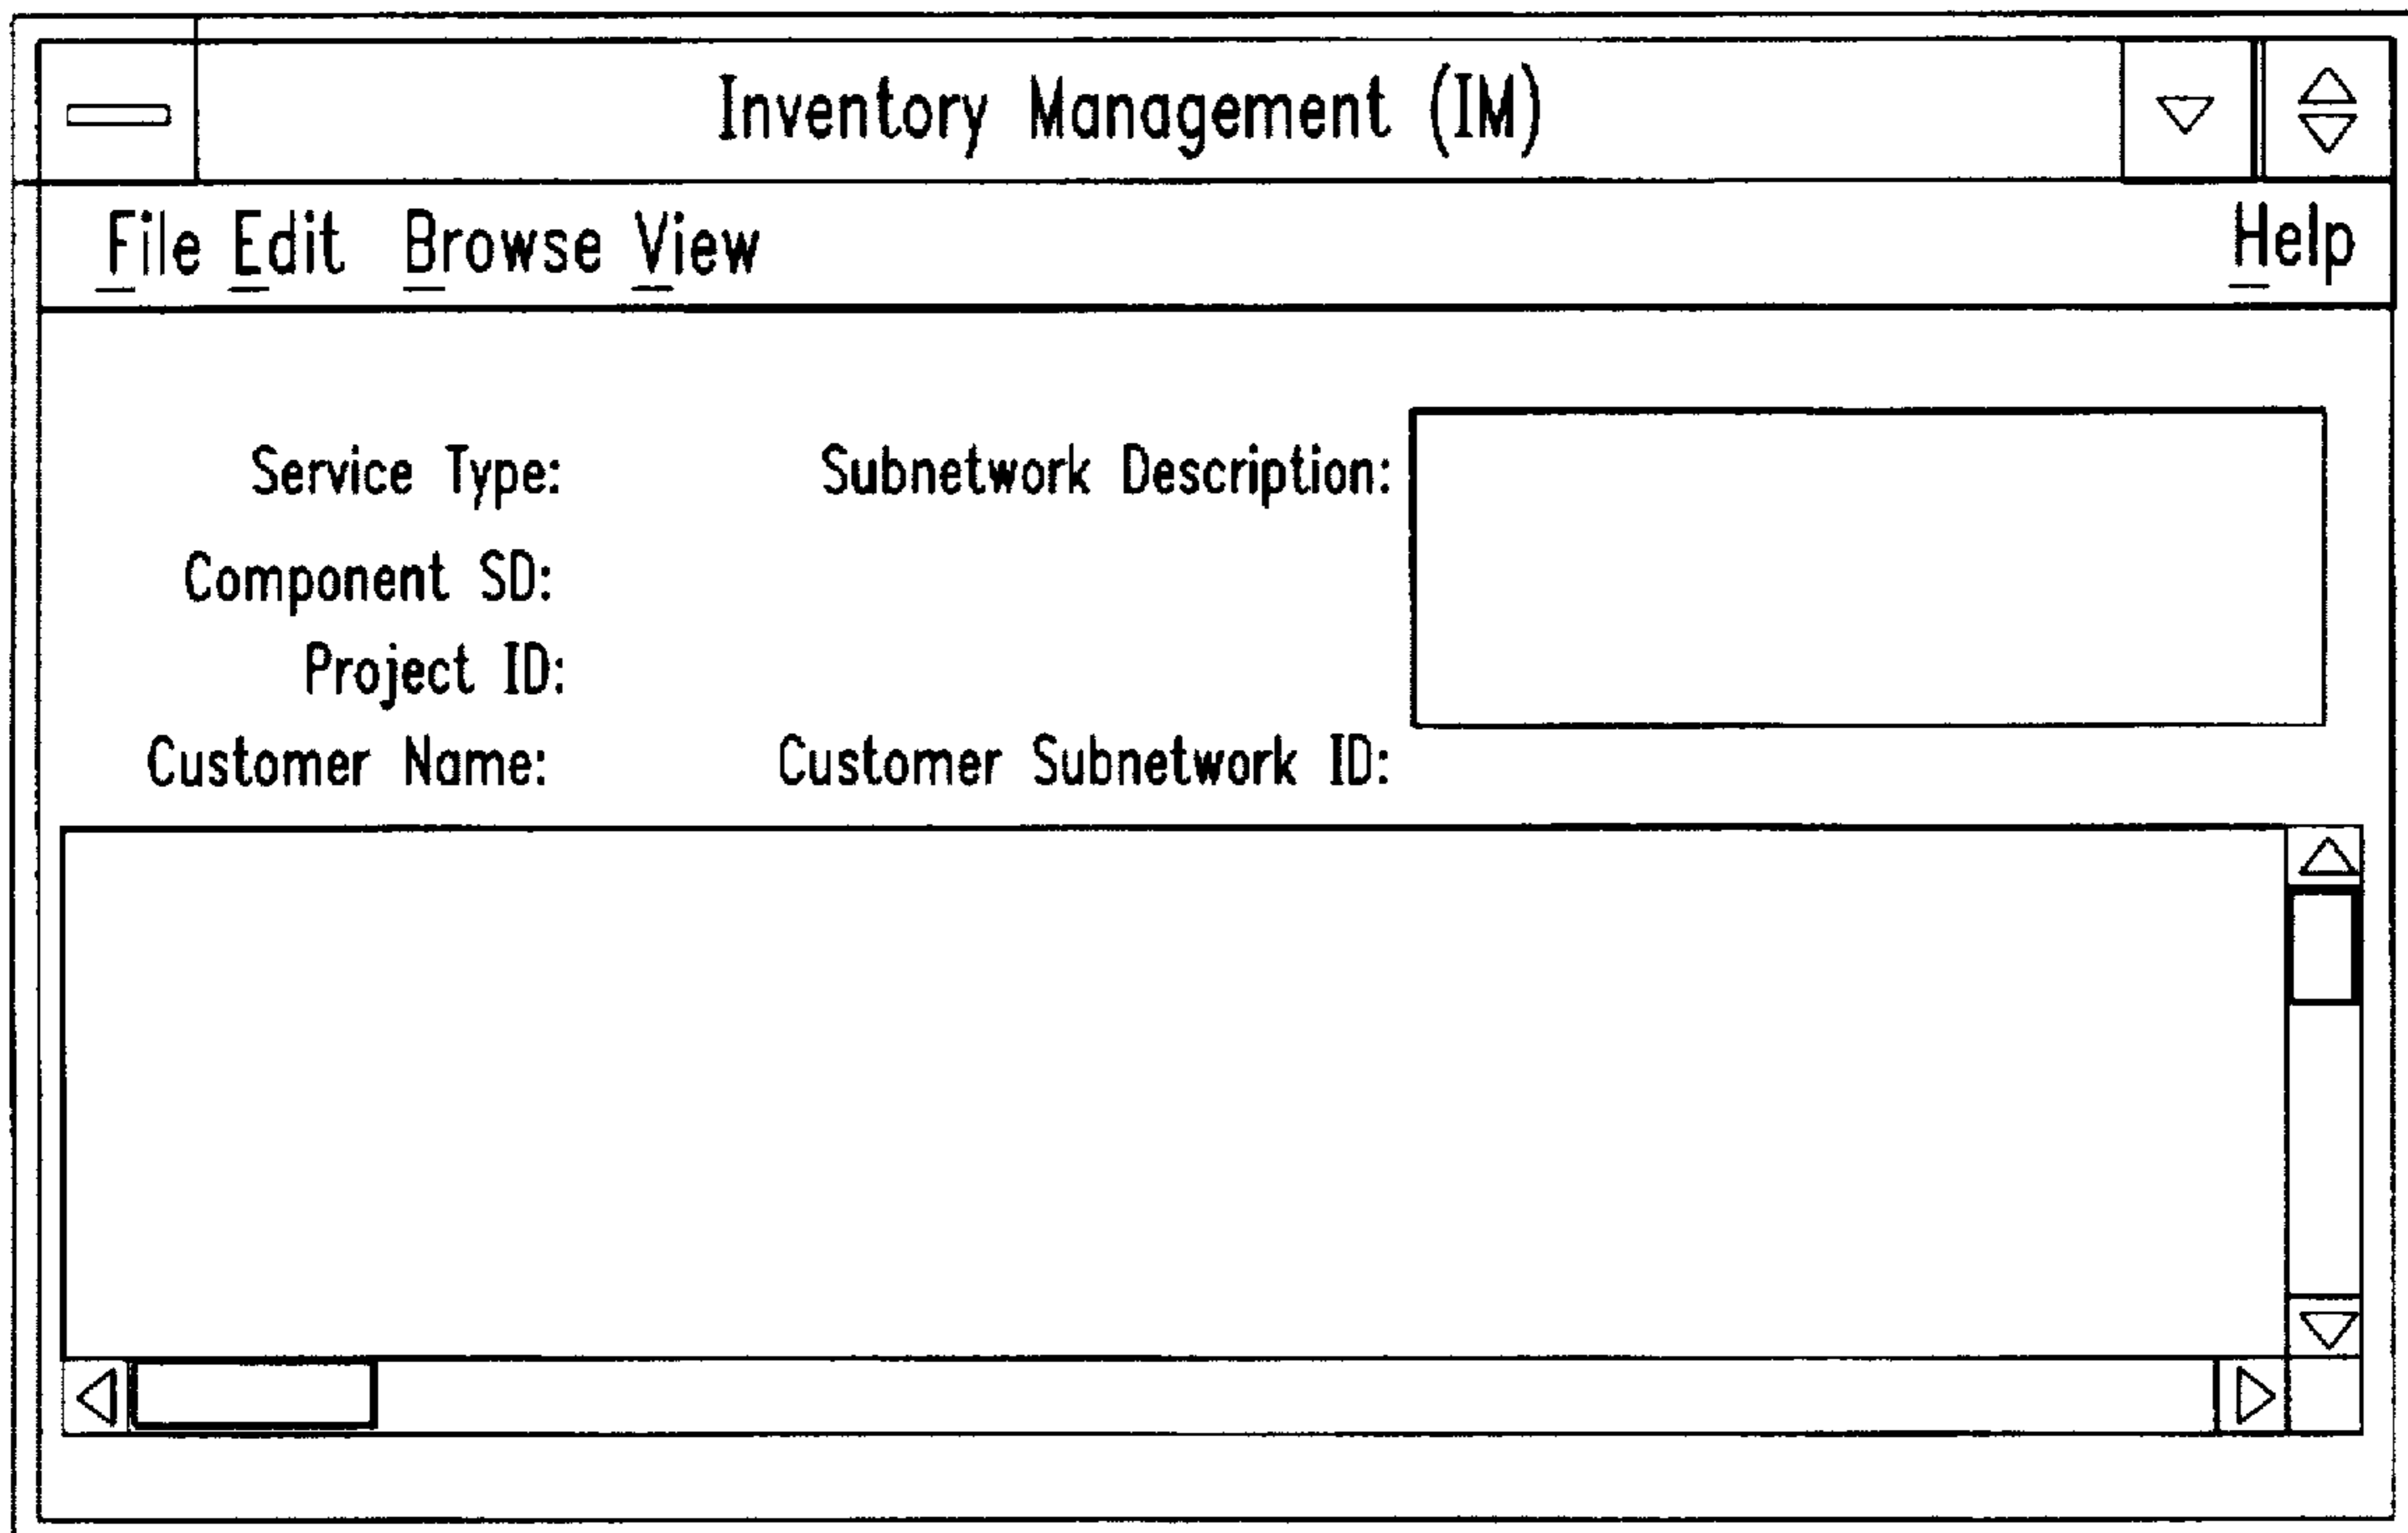 Inventory Management (IM)
File Edit Browse View Help
Service Type: Subnetwork Description:
Component SD:
Project ID:
Customer Name: Customer Subnetwork ID: